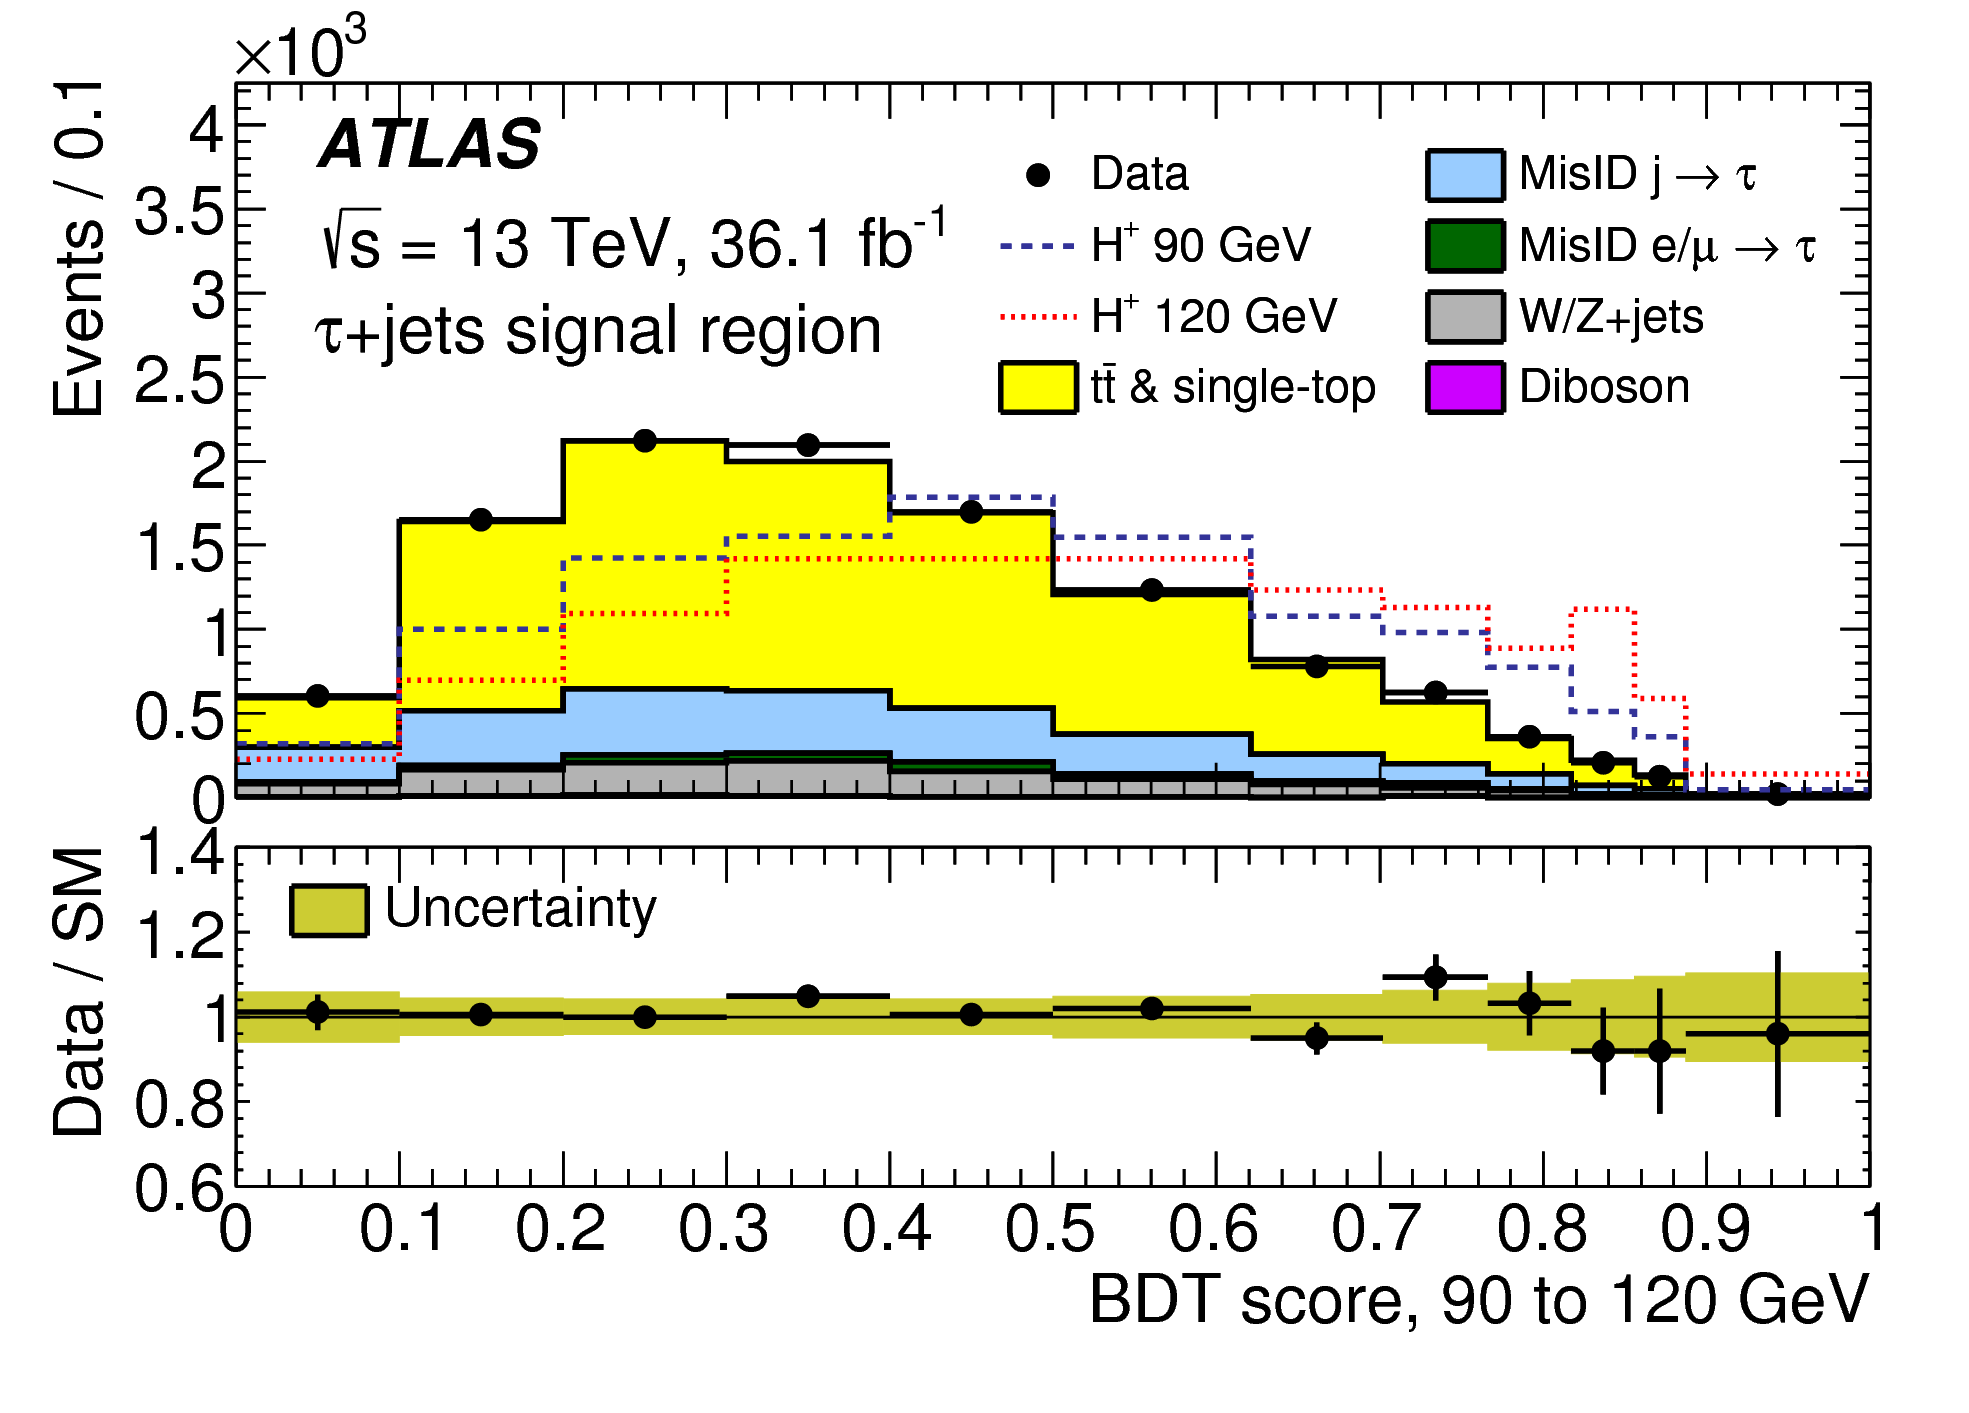 ×10³
Events / 0.1
4
3.5
3
2.5
2
1.5
1
0.5
0
ATLAS
√s = 13 TeV, 36.1 fb⁻¹
τ+jets signal region
Data
H⁺ 90 GeV
H⁺ 120 GeV
tt̄ & single-top
MisID j → τ
MisID e/μ → τ
W/Z+jets
Diboson
Data / SM
1.4
1.2
1
0.8
0.6
Uncertainty
0 0.1 0.2 0.3 0.4 0.5 0.6 0.7 0.8 0.9 1
BDT score, 90 to 120 GeV